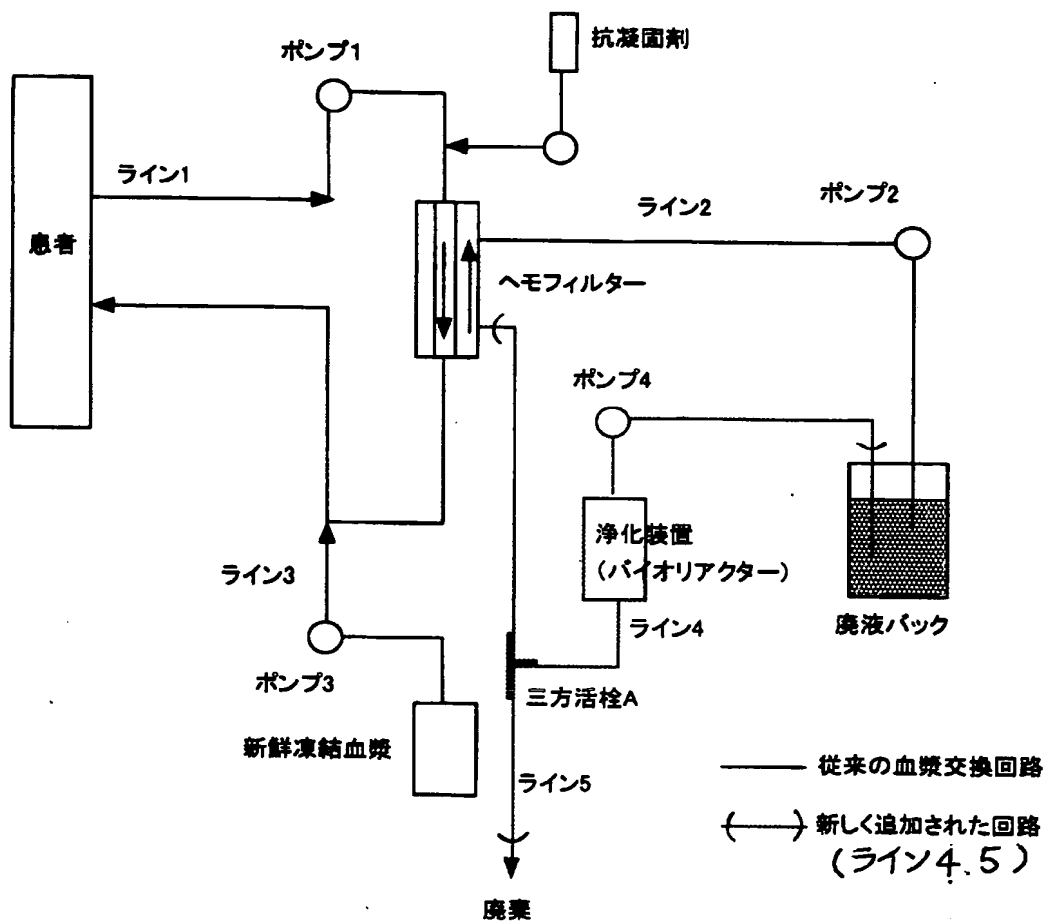 抗凝固剤
ポンプ1
ライン1
患者
ライン2
ポンプ2
ヘモフィルター
ポンプ4
浄化装置
（バイオリアクター）
廃液バック
ライン3
ライン4
ポンプ3
三方活栓A
新鮮凍結血漿
ライン5
従来の血漿交換回路
新しく追加された回路
(ライン4.5)
廃棄